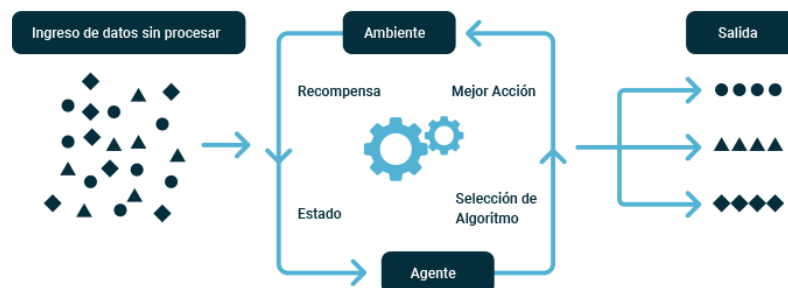 Ingreso de datos sin procesar
Ambiente
Salida
Recompensa
Mejor Acción
Estado
Selección de
Algoritmo
Agente